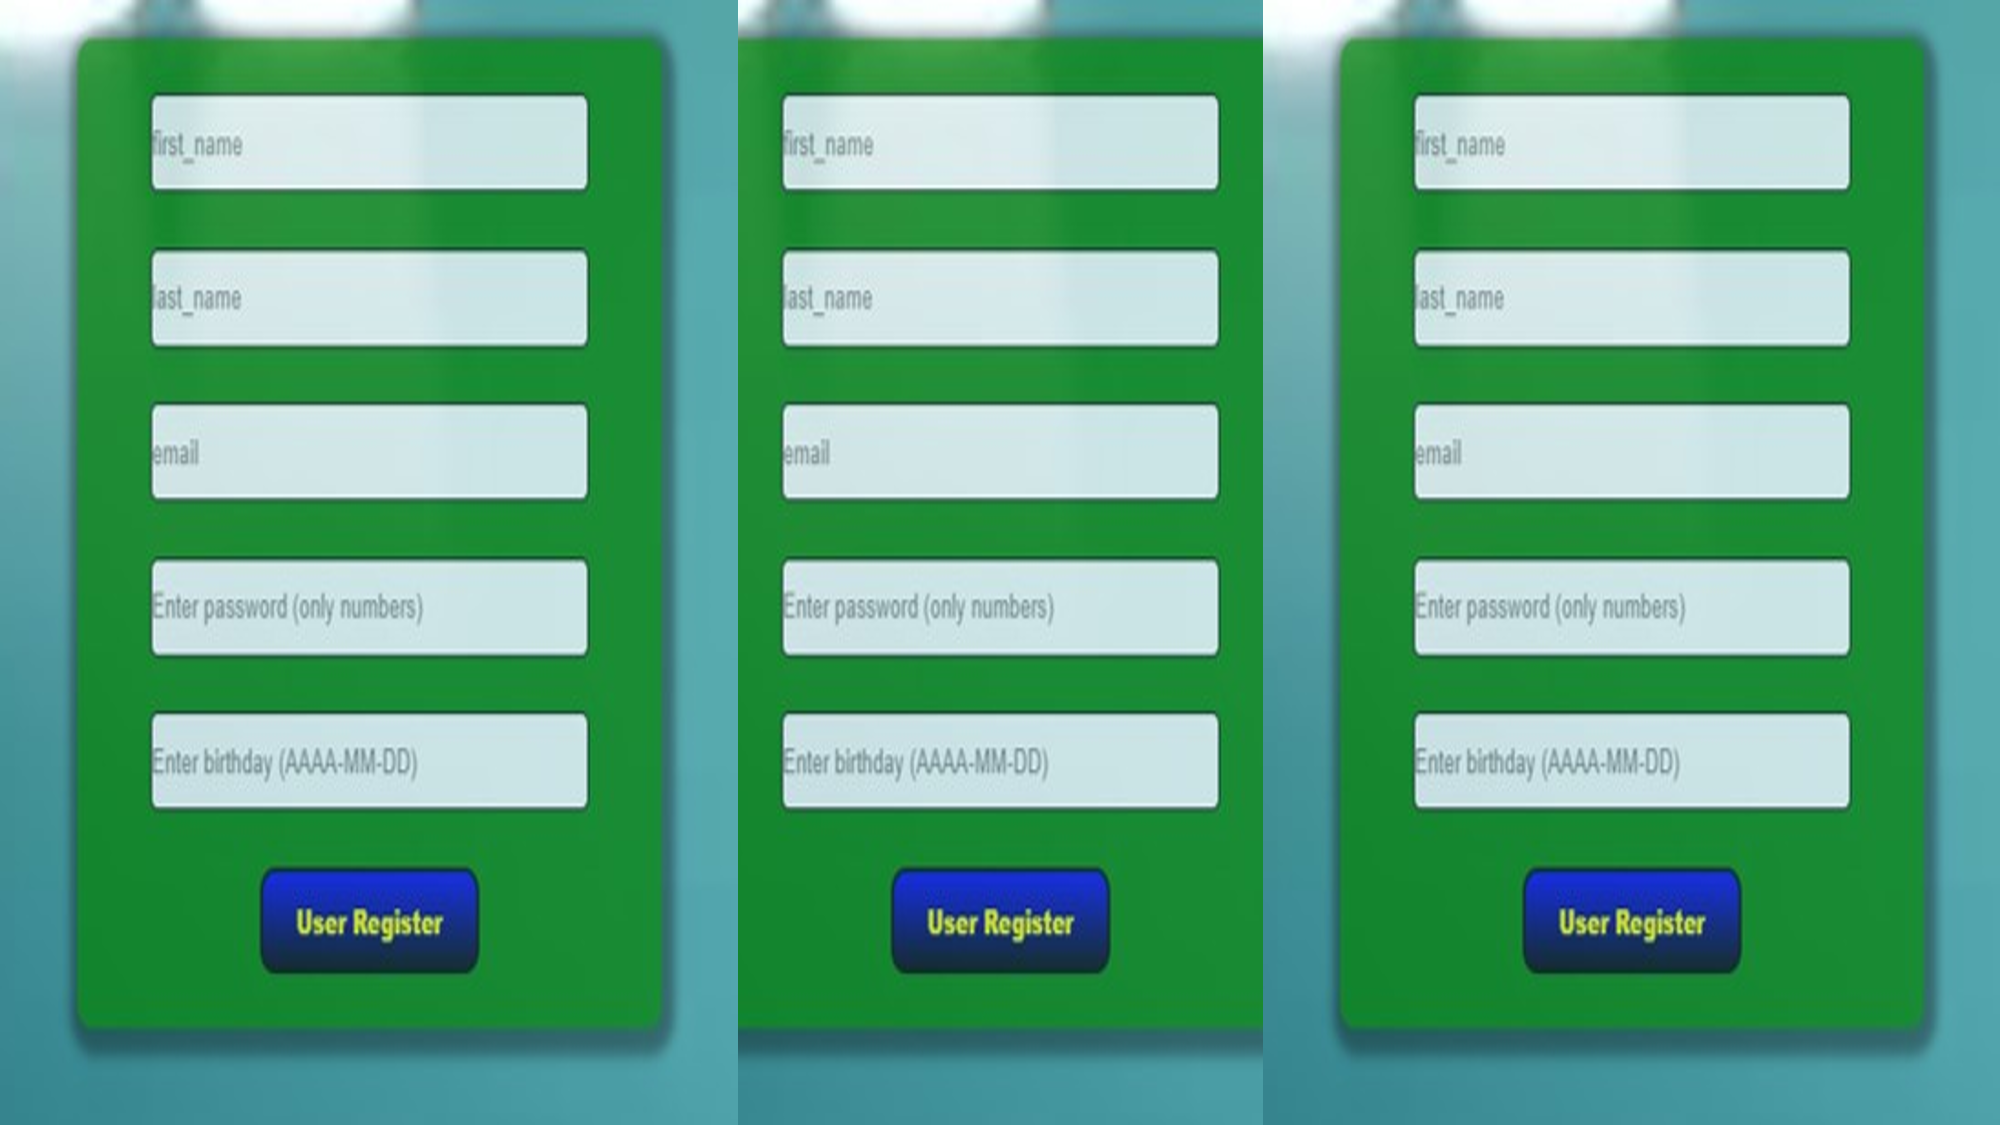 first_name
last_name
email
Enter password (only numbers)
Enter birthday (AAAA-MM-DD)
User Register
first_name
last_name
email
Enter password (only numbers)
Enter birthday (AAAA-MM-DD)
User Register
first_name
last_name
email
Enter password (only numbers)
Enter birthday (AAAA-MM-DD)
User Register